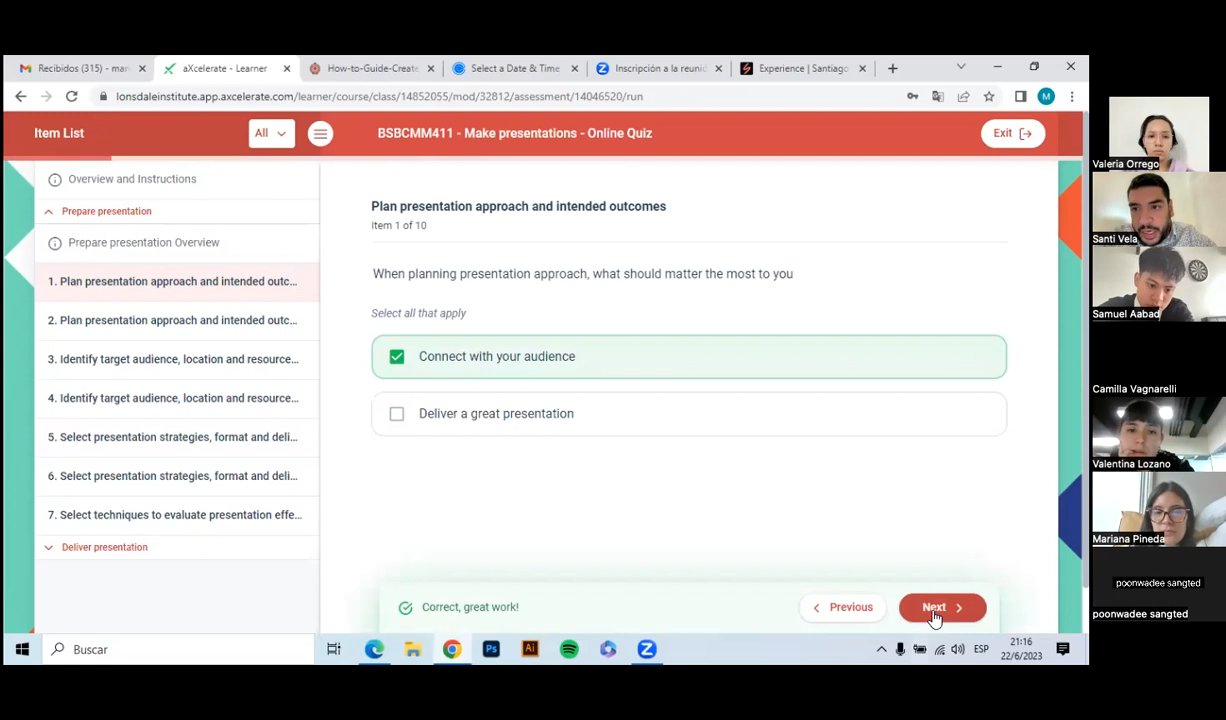 Recibidos (315) - mar
aXcelerate - Learner
How-to-Guide-Create
Select a Date & Time
Inscripción a la reunió
Experience | Santiago
lonsdaleinstitute.app.axcelerate.com/learner/course/class/14852055/mod/32812/assessment/14046520/run
M
Item List
All
BSBCMM411 - Make presentations - Online Quiz
Exit
Overview and Instructions
Prepare presentation
Prepare presentation Overview
1. Plan presentation approach and intended outc...
2. Plan presentation approach and intended outc...
3. Identify target audience, location and resource...
4. Identify target audience, location and resource...
5. Select presentation strategies, format and deli...
6. Select presentation strategies, format and deli...
7. Select techniques to evaluate presentation effe...
Deliver presentation
Plan presentation approach and intended outcomes
Item 1 of 10
When planning presentation approach, what should matter the most to you
Select all that apply
Connect with your audience
Deliver a great presentation
Correct, great work!
Previous
Next
Buscar
Ps
Ai
ESP
21:16
22/6/2023
Valeria Orrego
Santi Vela
Samuel Aabad
Camilla Vagnarelli
Valentina Lozano
Mariana Pineda
poonwadee sangted
poonwadee sangted